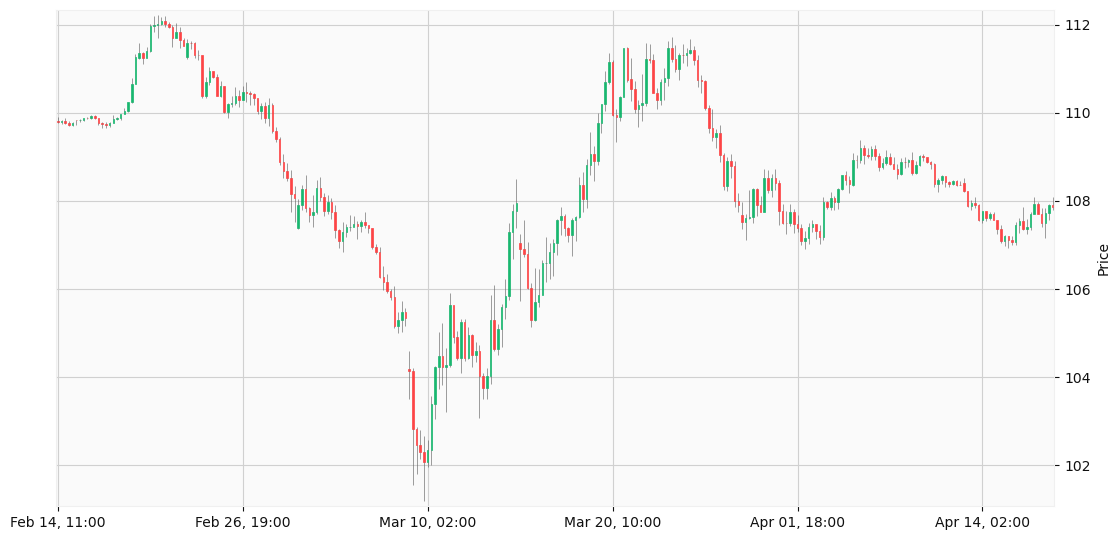 112
110
108
106
104
102
Price
Feb 14, 11:00
Feb 26, 19:00
Mar 10, 02:00
Mar 20, 10:00
Apr 01, 18:00
Apr 14, 02:00